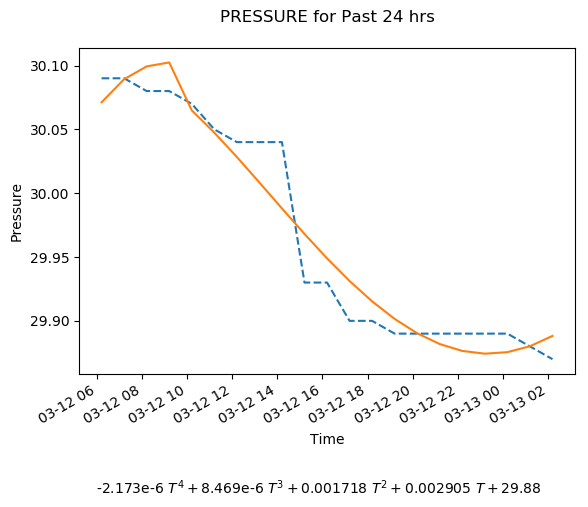 PRESSURE for Past 24 hrs
Pressure
30.10
30.05
30.00
29.95
29.90
03-12 06 03-12 08 03-12 10 03-12 12 03-12 14 03-12 16 03-12 18 03-12 20 03-12 22 03-13 00 03-13 02
Time
-2.173e-6 T⁴ + 8.469e-6 T³ + 0.001718 T² + 0.002905 T + 29.88